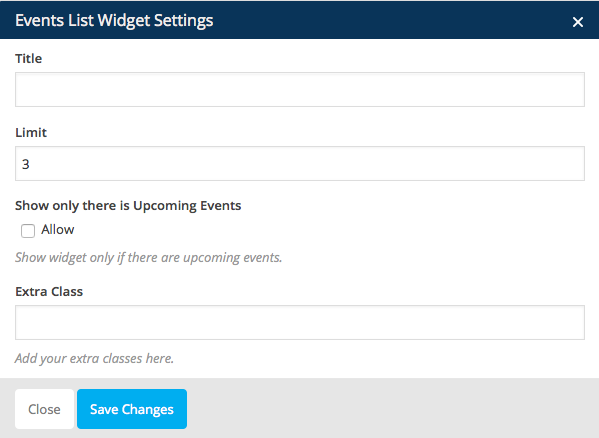 Events List Widget Settings
Title
Limit
3
Show only there is Upcoming Events
Allow
Show widget only if there are upcoming events.
Extra Class
Add your extra classes here.
Close
Save Changes